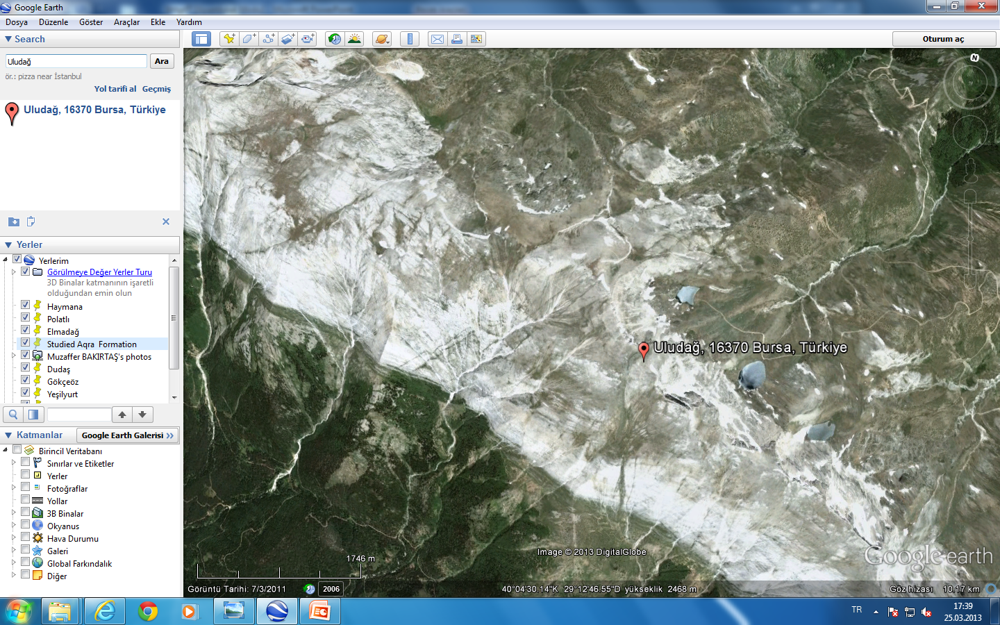 Google Earth
Dosya Düzenle Göster Araçlar Ekle Yardım
Search
Uludağ
Ara
ör.: pizza near İstanbul
Yol tarifi al Geçmiş
Uludağ, 16370 Bursa, Türkiye
Yerler
Yerlerim
Görülmeye Değer Yerler Turu
3D Binalar katmanının işaretli
olduğundan emin olun
Haymana
Polatlı
Elmadağ
Studied Aqra Formation
Muzaffer BAKIRTAŞ's photos
Dudaş
Gökçeöz
Yeşilyurt
Katmanlar
Google Earth Galerisi »
Birincil Veritabanı
Sınırlar ve Etiketler
Yerler
Fotoğraflar
Yollar
3B Binalar
Okyanus
Hava Durumu
Galeri
Global Farkındalık
Diğer
Oturum aç
N
Uludağ, 16370 Bursa, Türkiye
1746 m
Image © 2013 DigitalGlobe
Google earth
Görüntü Tarihi: 7/3/2011
2006
40°04'30.14"K 29°12'46.55"D yükseklik 2468 m
Göz hizası 10.17 km
TR
17:39
25.03.2013